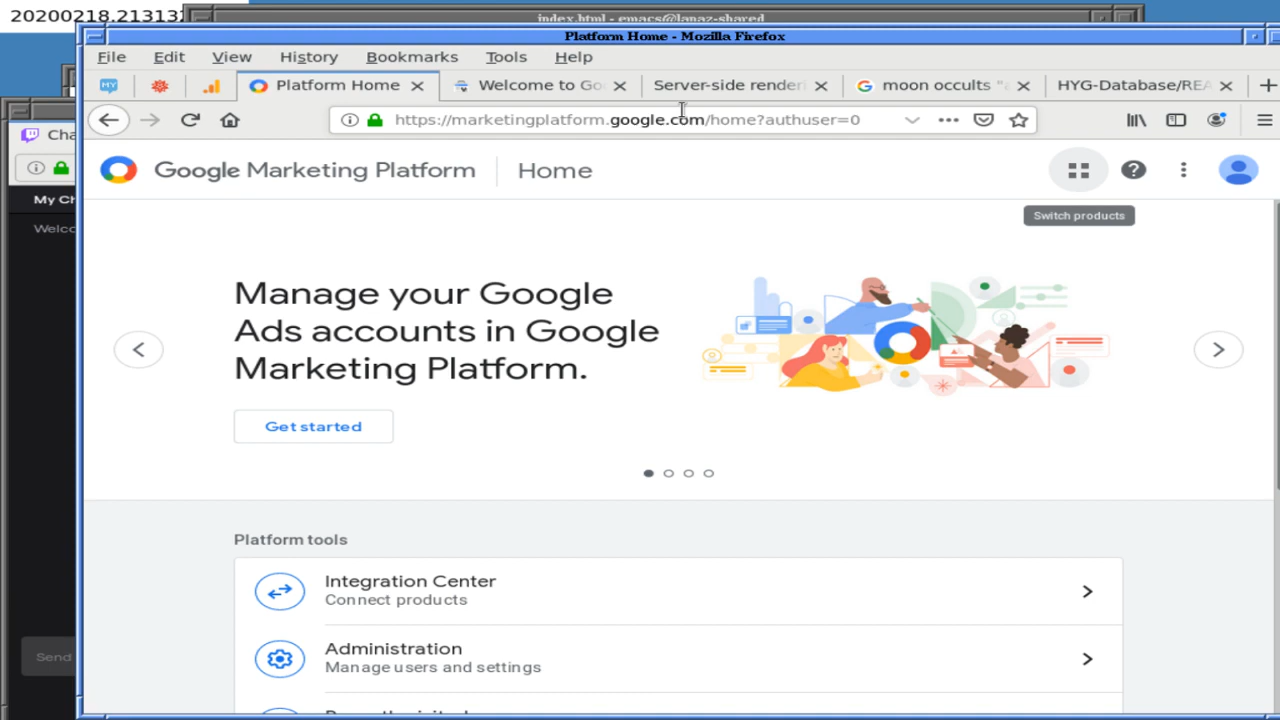 20200218.21313
index.html - emacs@lanaz-shared
Platform Home - Mozilla Firefox
File Edit View History Bookmarks Tools Help
Platform Home
Welcome to Go
Server-side render
moon occults "a
HYG-Database/REA
https://marketingplatform.google.com/home?authuser=0
Cha
My Ch
Welco
Send
Google Marketing Platform
Home
Switch products
Manage your Google
Ads accounts in Google
Marketing Platform.
Get started
Platform tools
Integration Center
Connect products
Administration
Manage users and settings